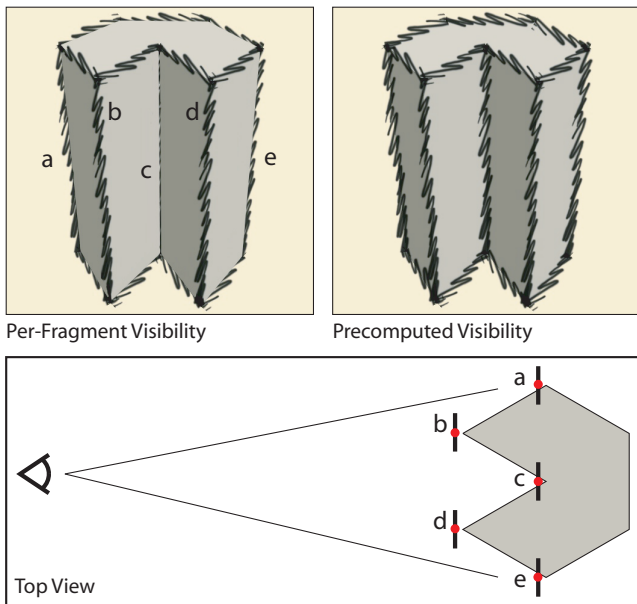 a
b
c
d
e
Per-Fragment Visibility
Precomputed Visibility
a
b
c
d
e
Top View